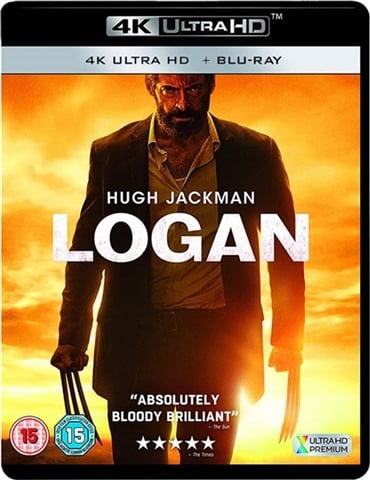 4K ULTRA HD™
4K ULTRA HD + BLU-RAY
HUGH JACKMAN
LOGAN
"ABSOLUTELY
BLOODY BRILLIANT"
– The Sun
★★★★★
– The Times
15
15
ULTRA HD
PREMIUM